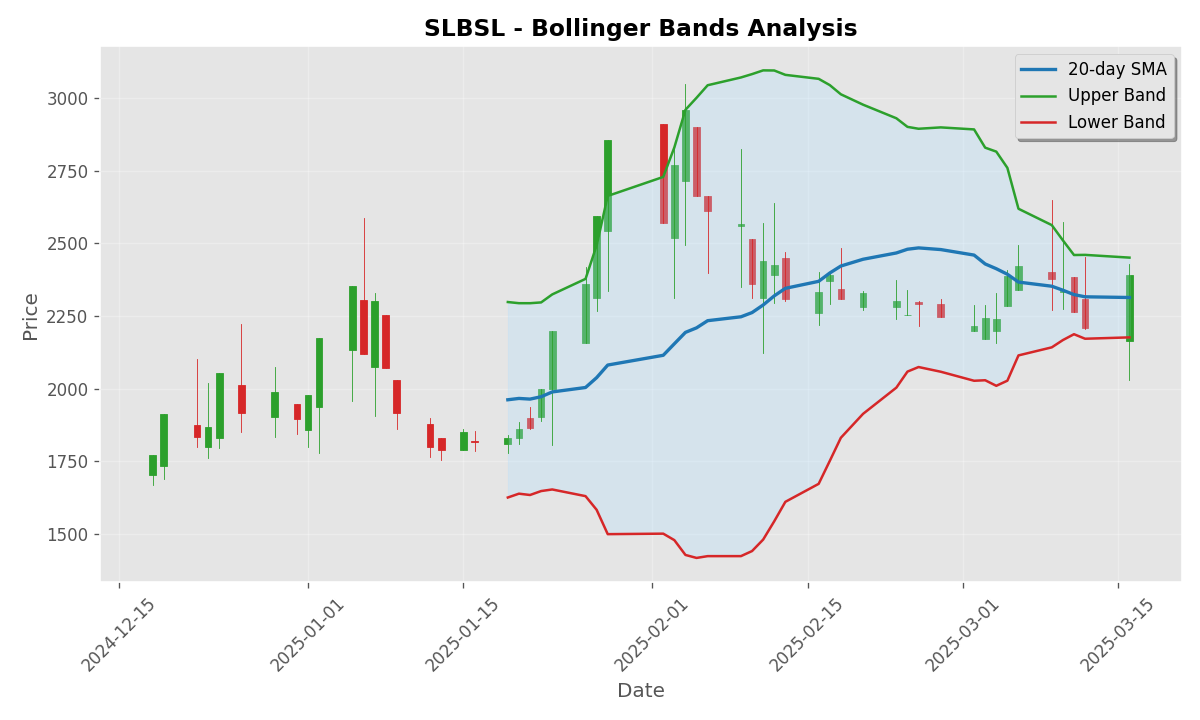 SLBSL - Bollinger Bands Analysis
20-day SMA
Upper Band
Lower Band
Price
3000
2750
2500
2250
2000
1750
1500
2024-12-15
2025-01-01
2025-01-15
2025-02-01
2025-02-15
2025-03-01
2025-03-15
Date